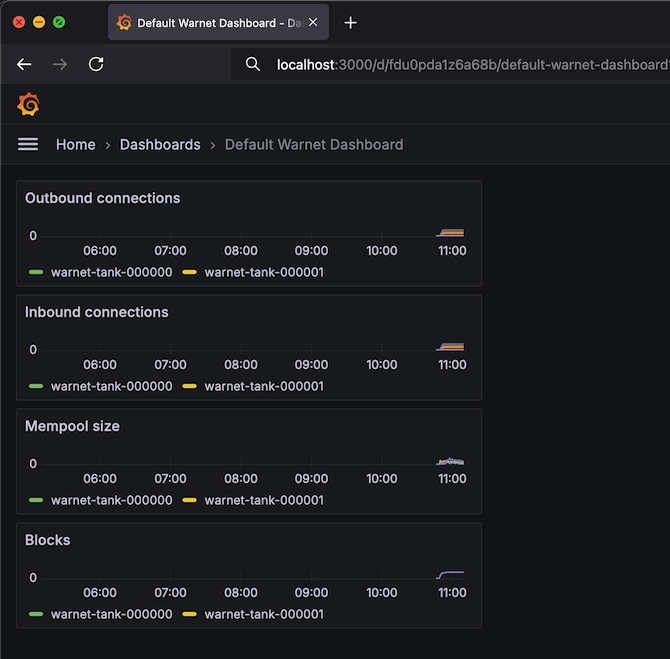 Default Warnet Dashboard - Das
localhost:3000/d/fdu0pda1z6a68b/default-warnet-dashboard
Home › Dashboards › Default Warnet Dashboard
Outbound connections
0
06:00 07:00 08:00 09:00 10:00 11:00
warnet-tank-000000 warnet-tank-000001
Inbound connections
0
06:00 07:00 08:00 09:00 10:00 11:00
warnet-tank-000000 warnet-tank-000001
Mempool size
0
06:00 07:00 08:00 09:00 10:00 11:00
warnet-tank-000000 warnet-tank-000001
Blocks
0
06:00 07:00 08:00 09:00 10:00 11:00
warnet-tank-000000 warnet-tank-000001